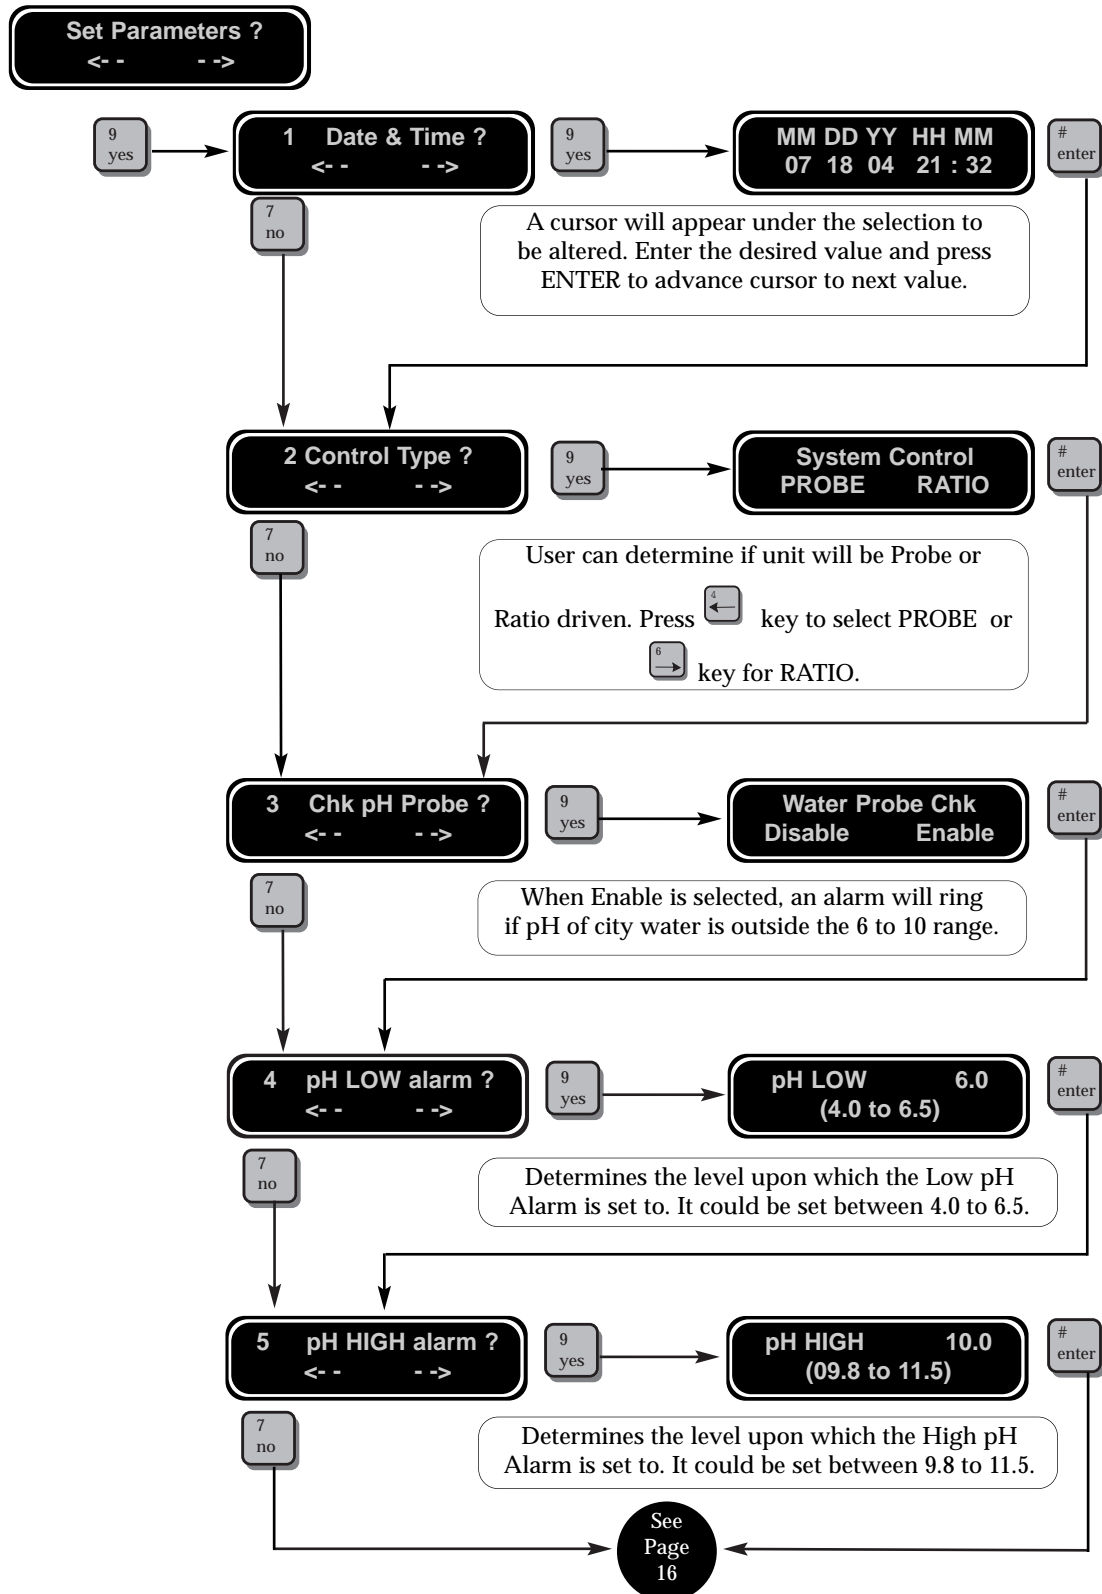 Set Parameters ?
<- - - ->
9
yes
1 Date & Time ?
<- - - ->
9
yes
MM DD YY HH MM
07 18 04 21 : 32
#
enter
7
no
A cursor will appear under the selection to
be altered. Enter the desired value and press
ENTER to advance cursor to next value.
2 Control Type ?
<- - - ->
9
yes
System Control
PROBE RATIO
#
enter
7
no
User can determine if unit will be Probe or
Ratio driven. Press 4 key to select PROBE or
6 key for RATIO.
3 Chk pH Probe ?
<- - - ->
9
yes
Water Probe Chk
Disable Enable
#
enter
7
no
When Enable is selected, an alarm will ring
if pH of city water is outside the 6 to 10 range.
4 pH LOW alarm ?
<- - - ->
9
yes
pH LOW 6.0
(4.0 to 6.5)
#
enter
7
no
Determines the level upon which the Low pH
Alarm is set to. It could be set between 4.0 to 6.5.
5 pH HIGH alarm ?
<- - - ->
9
yes
pH HIGH 10.0
(09.8 to 11.5)
#
enter
7
no
Determines the level upon which the High pH
Alarm is set to. It could be set between 9.8 to 11.5.
See
Page
16